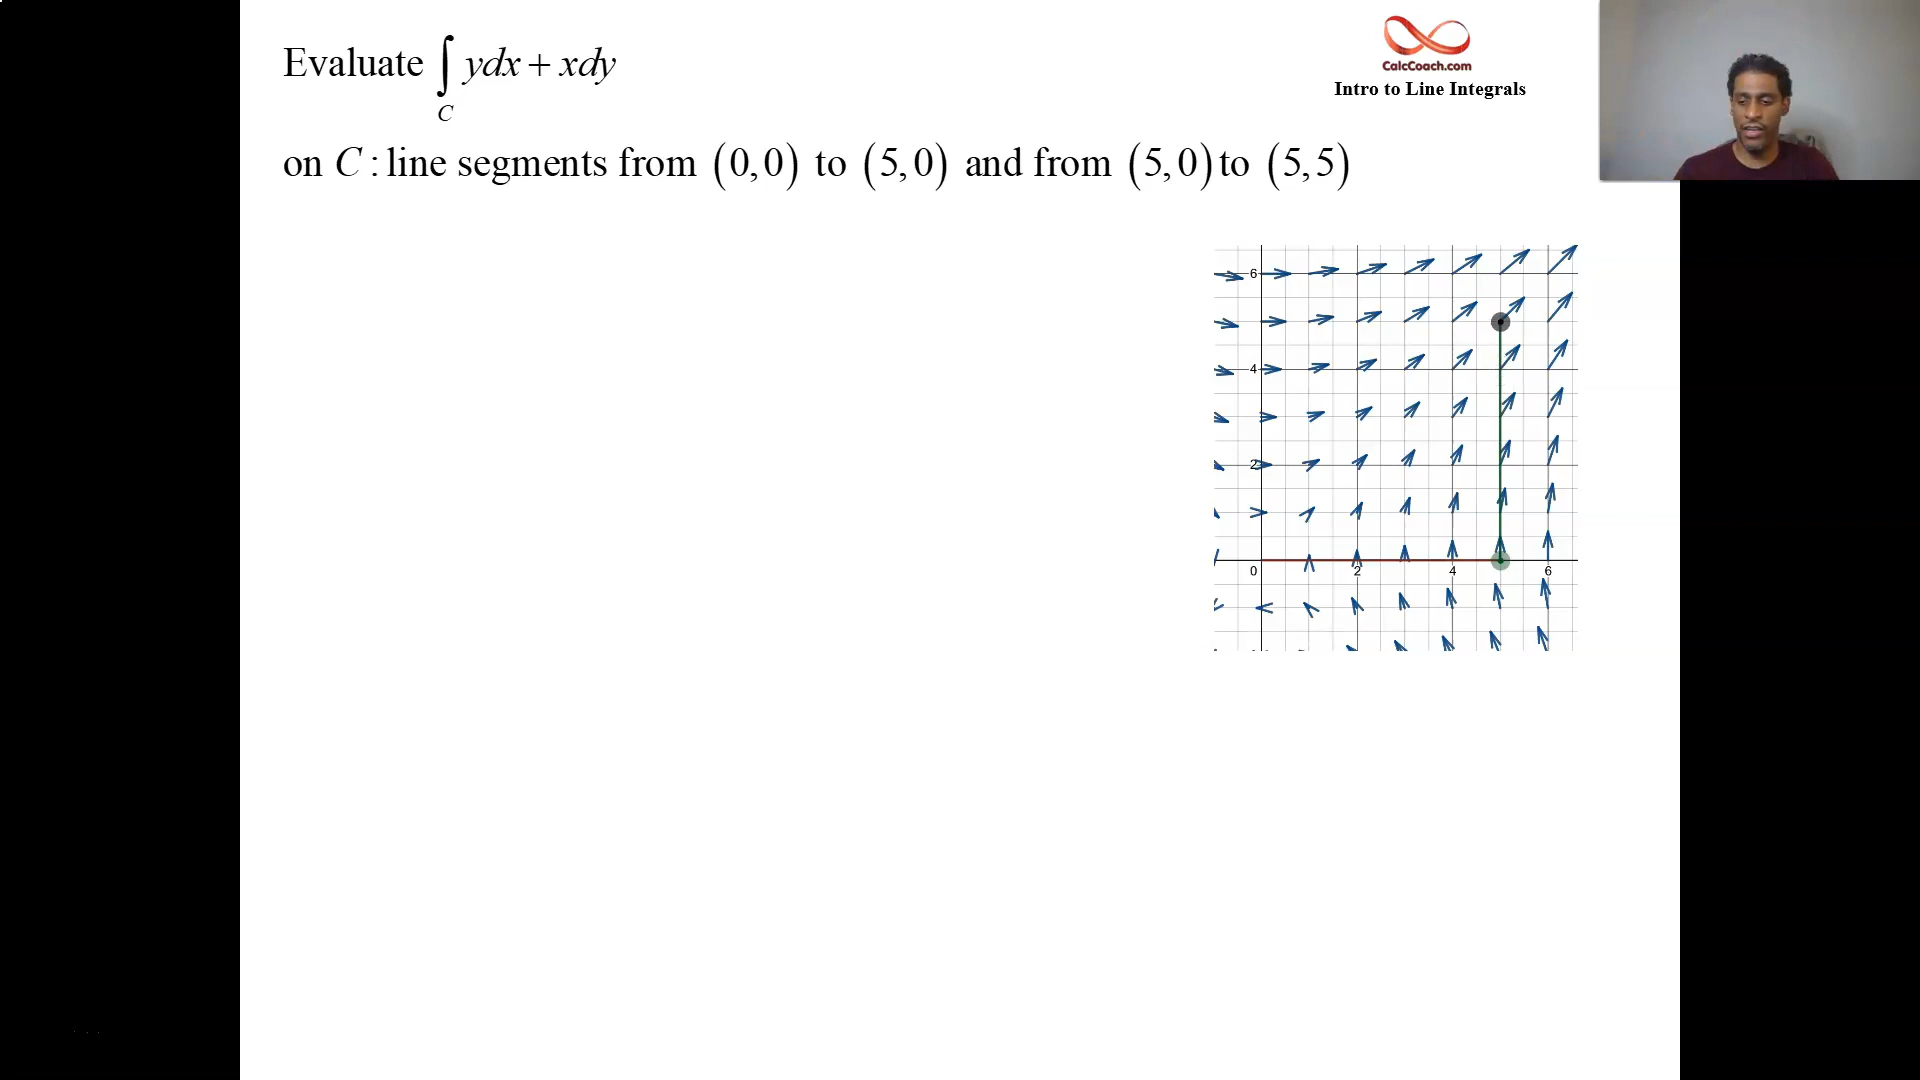 Evaluate ∫_C ydx + xdy
CalcCoach.com
Intro to Line Integrals
on C : line segments from (0,0) to (5,0) and from (5,0) to (5,5)
6
4
2
0 2 4 6